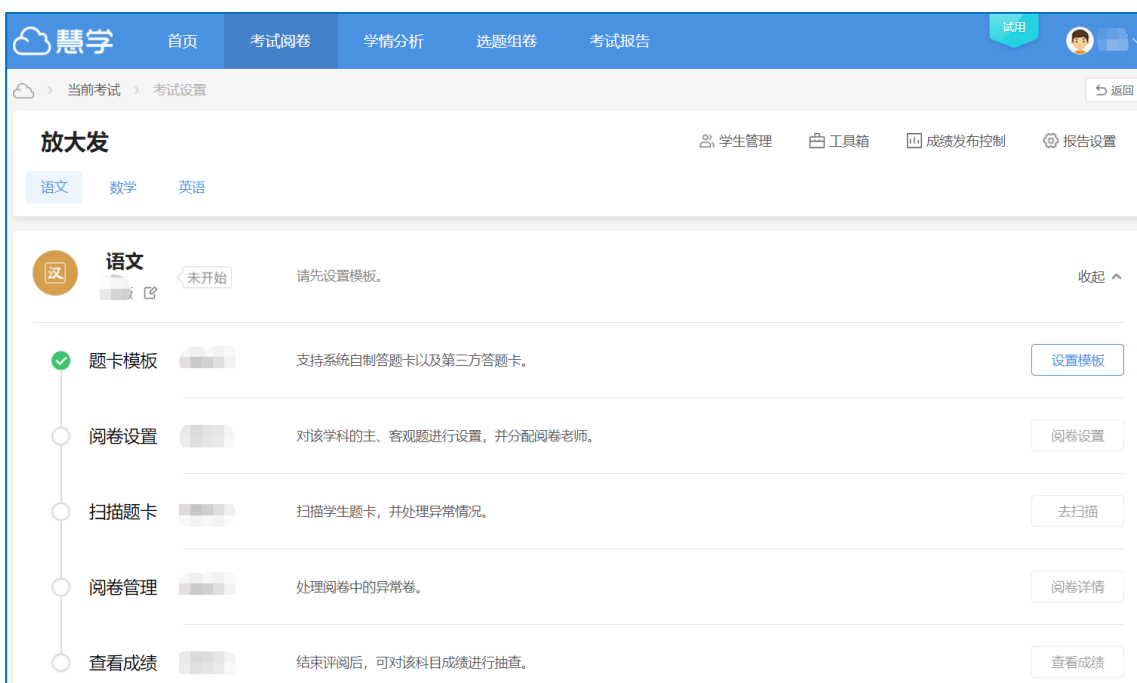 慧学 首页 考试阅卷 学情分析 选题组卷 考试报告 试用
当前考试 考试设置 返回
放大发 学生管理 工具箱 成绩发布控制 报告设置
语文 数学 英语
汉 语文 未开始 请先设置模板。 收起
题卡模板 支持系统自制答题卡以及第三方答题卡。 设置模板
阅卷设置 对该学科的主、客观题进行设置，并分配阅卷老师。 阅卷设置
扫描题卡 扫描学生题卡，并处理异常情况。 去扫描
阅卷管理 处理阅卷中的异常卷。 阅卷详情
查看成绩 结束评阅后，可对该科目成绩进行抽查。 查看成绩